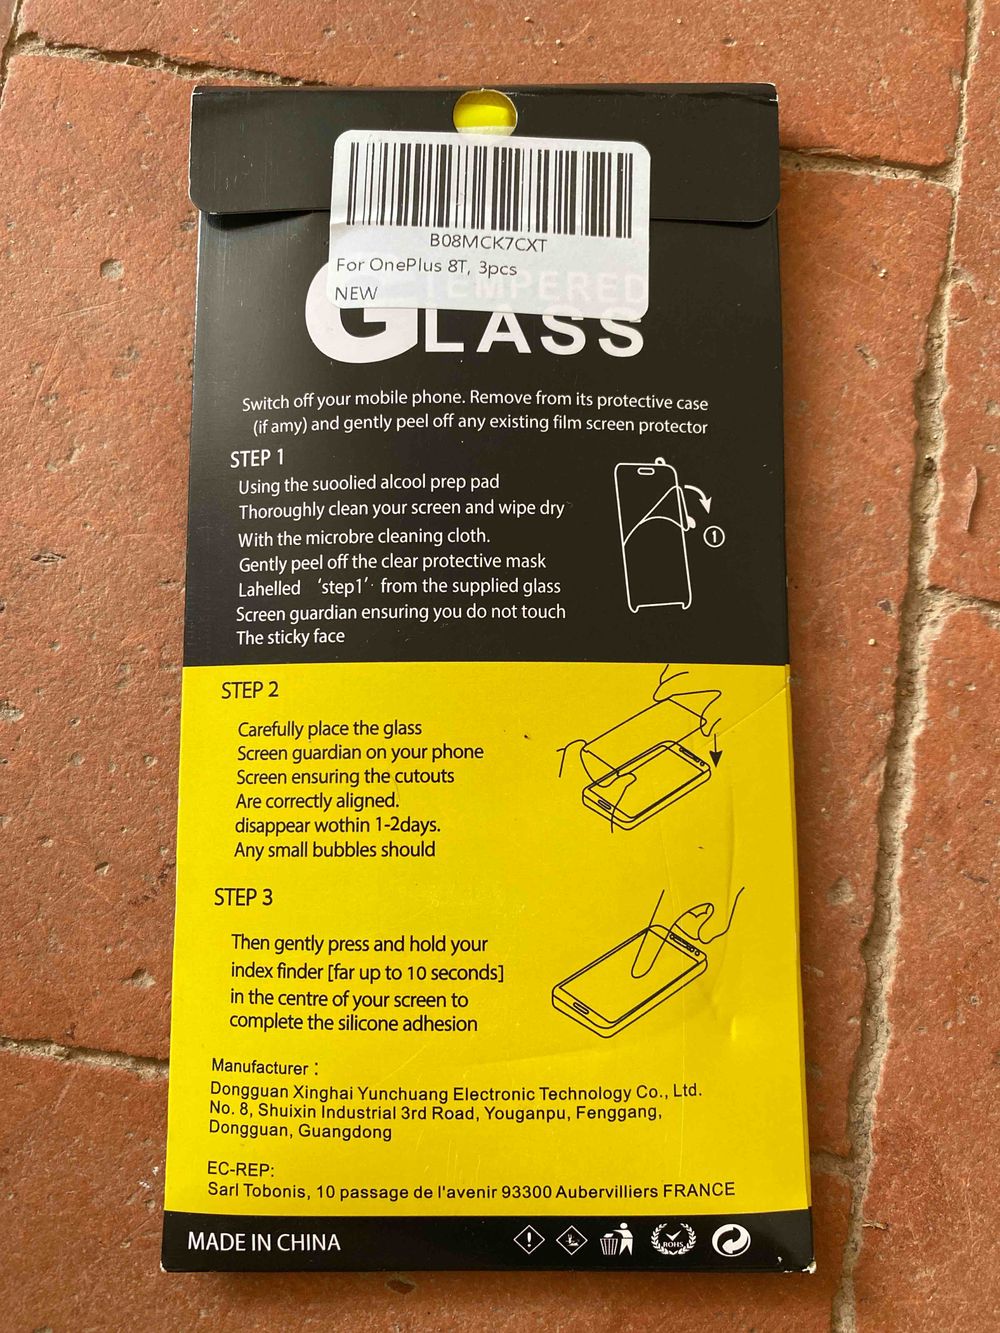 B08MCK7CXT
For OnePlus 8T, 3pcs
NEW
TEMPERED
GLASS
Switch off your mobile phone. Remove from its protective case
(if amy) and gently peel off any existing film screen protector
STEP 1
Using the suoolied alcool prep pad
Thoroughly clean your screen and wipe dry
With the microbre cleaning cloth.
Gently peel off the clear protective mask
Labelled 'step1'· from the supplied glass
Screen guardian ensuring you do not touch
The sticky face
1
STEP 2
Carefully place the glass
Screen guardian on your phone
Screen ensuring the cutouts
Are correctly aligned.
disappear wothin 1-2days.
Any small bubbles should
STEP 3
Then gently press and hold your
index finder [far up to 10 seconds]
in the centre of your screen to
complete the silicone adhesion
Manufacturer :
Dongguan Xinghai Yunchuang Electronic Technology Co., Ltd.
No. 8, Shuixin Industrial 3rd Road, Youganpu, Fenggang,
Dongguan, Guangdong
EC-REP:
Sarl Tobonis, 10 passage de l'avenir 93300 Aubervilliers FRANCE
MADE IN CHINA
ROHS